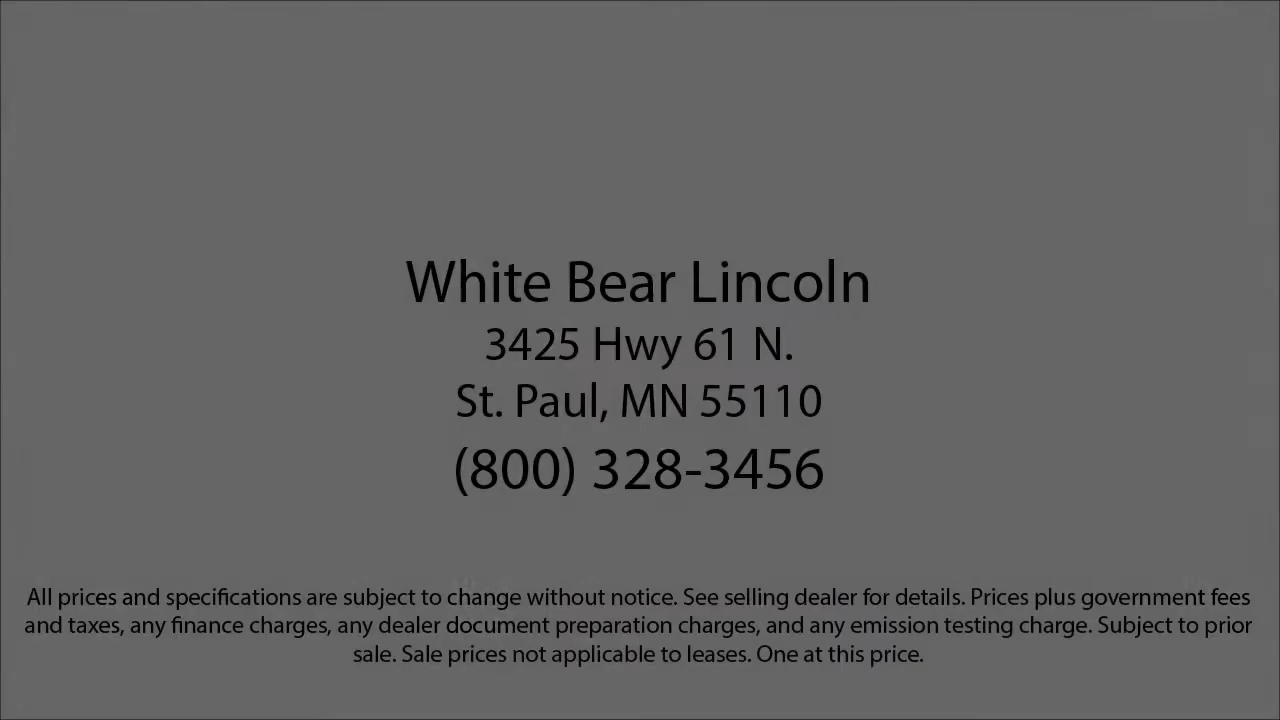 White Bear Lincoln
3425 Hwy 61 N.
St. Paul, MN 55110
(800) 328-3456
All prices and specifications are subject to change without notice. See selling dealer for details. Prices plus government fees
and taxes, any finance charges, any dealer document preparation charges, and any emission testing charge. Subject to prior
sale. Sale prices not applicable to leases. One at this price.